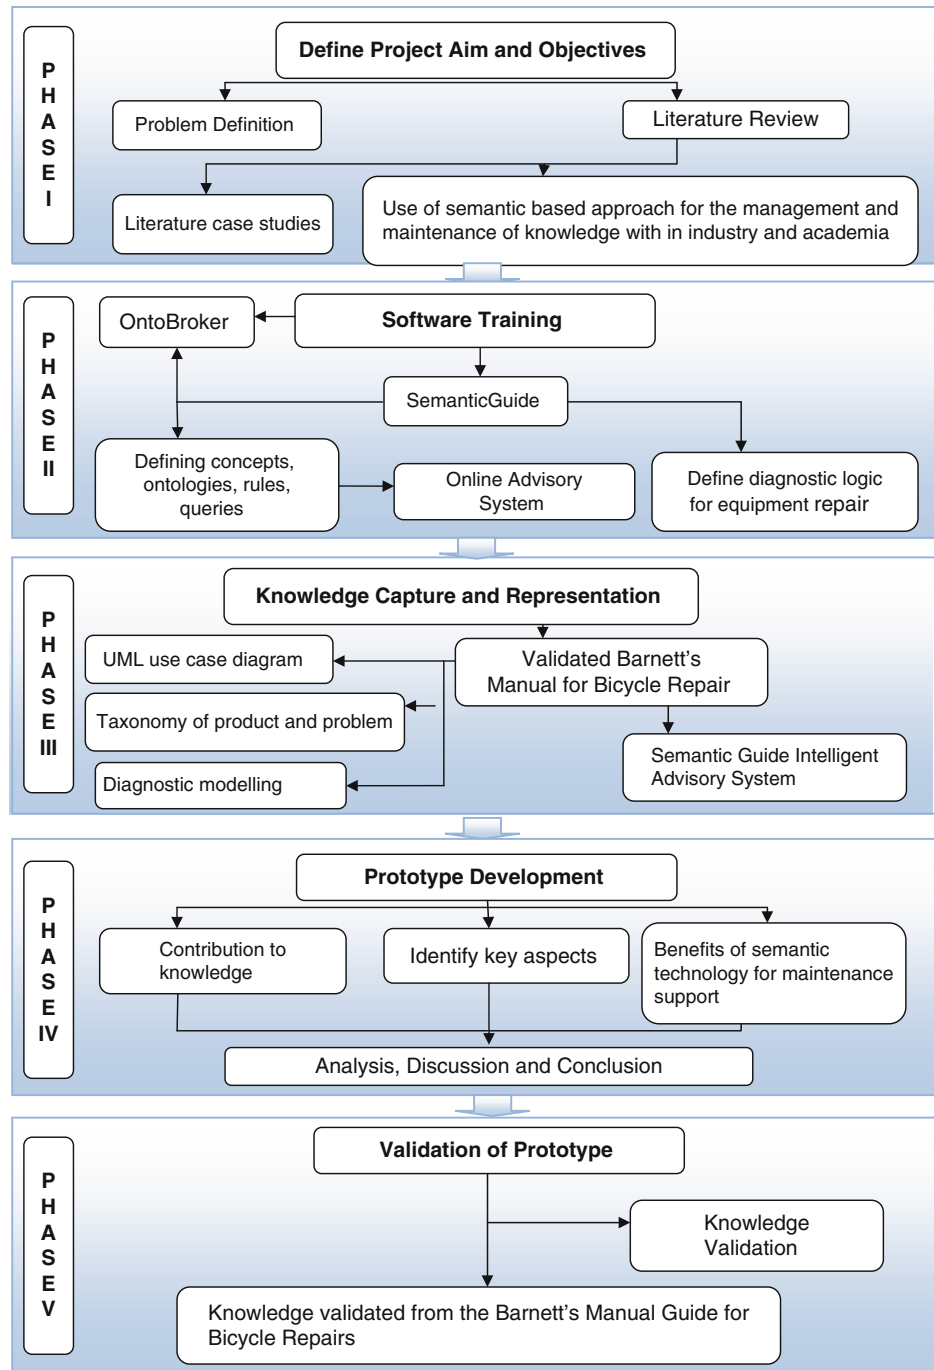 PHASE I
Define Project Aim and Objectives
Problem Definition
Literature Review
Literature case studies
Use of semantic based approach for the management and
maintenance of knowledge with in industry and academia
PHASE II
OntoBroker
Software Training
SemanticGuide
Defining concepts,
ontologies, rules,
queries
Online Advisory
System
Define diagnostic logic
for equipment repair
PHASE III
Knowledge Capture and Representation
UML use case diagram
Validated Barnett's
Manual for Bicycle Repair
Taxonomy of product and problem
Semantic Guide Intelligent
Advisory System
Diagnostic modelling
PHASE IV
Prototype Development
Contribution to
knowledge
Identify key aspects
Benefits of semantic
technology for maintenance
support
Analysis, Discussion and Conclusion
PHASE V
Validation of Prototype
Knowledge
Validation
Knowledge validated from the Barnett's Manual Guide for
Bicycle Repairs